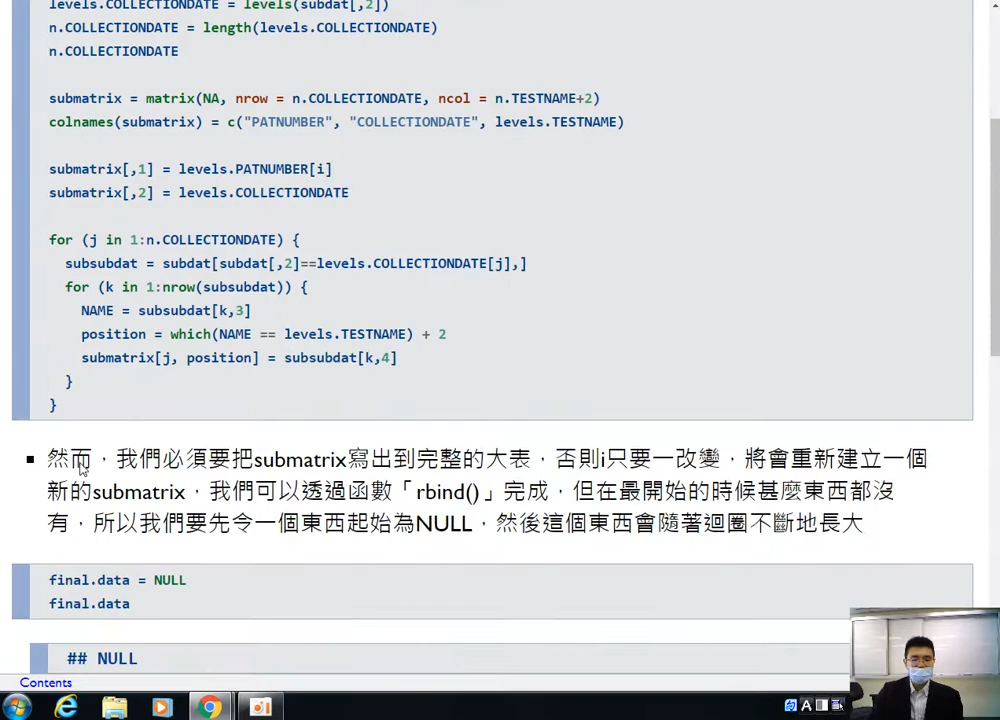 levels.COLLECTIONDATE = levels(subdat[,2])
n.COLLECTIONDATE = length(levels.COLLECTIONDATE)
n.COLLECTIONDATE
submatrix = matrix(NA, nrow = n.COLLECTIONDATE, ncol = n.TESTNAME+2)
colnames(submatrix) = c("PATNUMBER", "COLLECTIONDATE", levels.TESTNAME)
submatrix[,1] = levels.PATNUMBER[i]
submatrix[,2] = levels.COLLECTIONDATE
for (j in 1:n.COLLECTIONDATE) {
  subsubdat = subdat[subdat[,2]==levels.COLLECTIONDATE[j],]
  for (k in 1:nrow(subsubdat)) {
    NAME = subsubdat[k,3]
    position = which(NAME == levels.TESTNAME) + 2
    submatrix[j, position] = subsubdat[k,4]
  }
}
▪ 然而，我們必須要把submatrix寫出到完整的大表，否則i只要一改變，將會重新建立一個
新的submatrix，我們可以透過函數「rbind()」完成，但在最開始的時候甚麼東西都沒
有，所以我們要先令一個東西起始為NULL，然後這個東西會隨著迴圈不斷地長大
final.data = NULL
final.data
## NULL
Contents
A